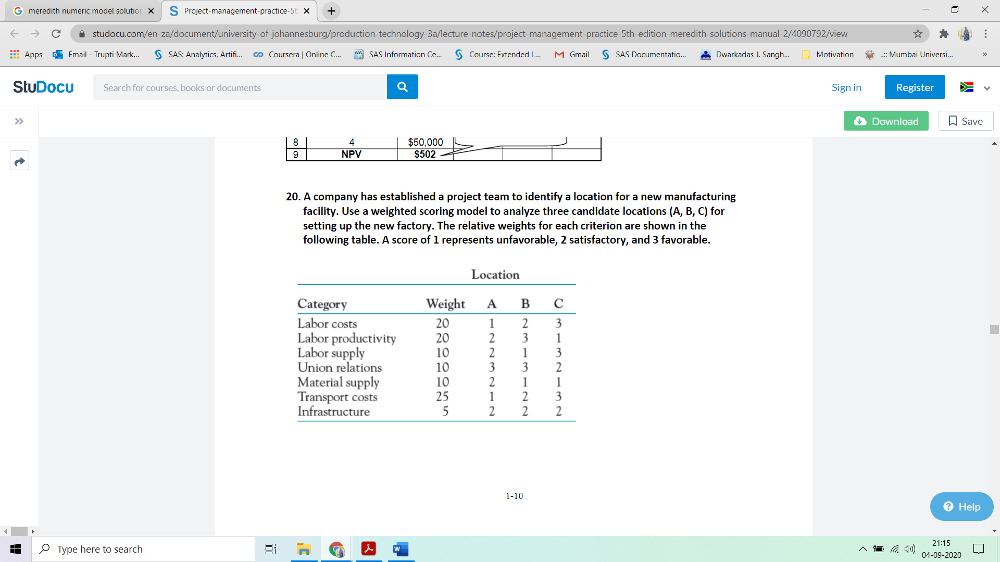 meredith numeric model solution
Project-management-practice-5t
studocu.com/en-za/document/university-of-johannesburg/production-technology-3a/lecture-notes/project-management-practice-5th-edition-meredith-solutions-manual-2/4090792/view
Apps Email - Trupti Mark... SAS: Analytics, Artifi... Coursera | Online C... SAS Information Ce... Course: Extended L... Gmail SAS Documentatio... Dwarkadas J. Sangh... Motivation ..:: Mumbai Universi... »
StuDocu Search for courses, books or documents Sign in Register
Download Save
8 4 $50,000
9 NPV $502
20. A company has established a project team to identify a location for a new manufacturing
facility. Use a weighted scoring model to analyze three candidate locations (A, B, C) for
setting up the new factory. The relative weights for each criterion are shown in the
following table. A score of 1 represents unfavorable, 2 satisfactory, and 3 favorable.
Location
Category Weight A B C
Labor costs 20 1 2 3
Labor productivity 20 2 3 1
Labor supply 10 2 1 3
Union relations 10 3 3 2
Material supply 10 2 1 1
Transport costs 25 1 2 3
Infrastructure 5 2 2 2
1-10
Help
Type here to search
21:15
04-09-2020